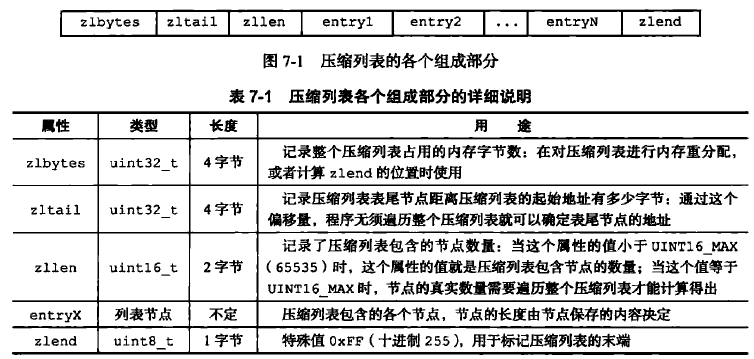 zlbytes zltail zllen entry1 entry2 ... entryN zlend
图 7-1 压缩列表的各个组成部分
表 7-1 压缩列表各个组成部分的详细说明
属性 类型 长度 用 途
zlbytes uint32_t 4 字节 记录整个压缩列表占用的内存字节数：在对压缩列表进行内存重分配，
或者计算 zlend 的位置时使用
zltail uint32_t 4 字节 记录压缩列表表尾节点距离压缩列表的起始地址有多少字节：通过这个
偏移量，程序无须遍历整个压缩列表就可以确定表尾节点的地址
zllen uint16_t 2 字节 记录了压缩列表包含的节点数量：当这个属性的值小于 UINT16_MAX
（65535）时，这个属性的值就是压缩列表包含节点的数量；当这个值等于
UINT16_MAX 时，节点的真实数量需要遍历整个压缩列表才能计算得出
entryX 列表节点 不定 压缩列表包含的各个节点，节点的长度由节点保存的内容决定
zlend uint8_t 1 字节 特殊值 0xFF（十进制 255），用于标记压缩列表的末端